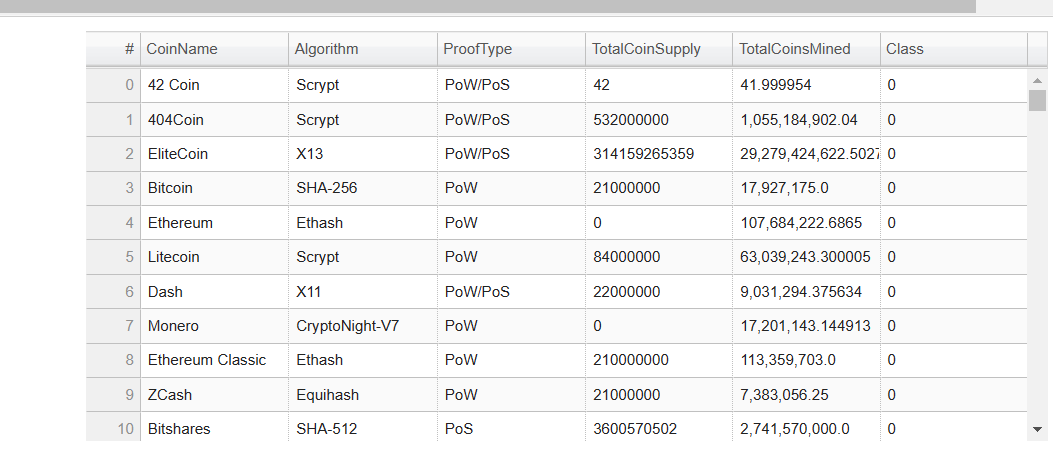 # CoinName Algorithm ProofType TotalCoinSupply TotalCoinsMined Class
0 42 Coin Scrypt PoW/PoS 42 41.999954 0
1 404Coin Scrypt PoW/PoS 532000000 1,055,184,902.04 0
2 EliteCoin X13 PoW/PoS 314159265359 29,279,424,622.5027 0
3 Bitcoin SHA-256 PoW 21000000 17,927,175.0 0
4 Ethereum Ethash PoW 0 107,684,222.6865 0
5 Litecoin Scrypt PoW 84000000 63,039,243.300005 0
6 Dash X11 PoW/PoS 22000000 9,031,294.375634 0
7 Monero CryptoNight-V7 PoW 0 17,201,143.144913 0
8 Ethereum Classic Ethash PoW 210000000 113,359,703.0 0
9 ZCash Equihash PoW 21000000 7,383,056.25 0
10 Bitshares SHA-512 PoS 3600570502 2,741,570,000.0 0